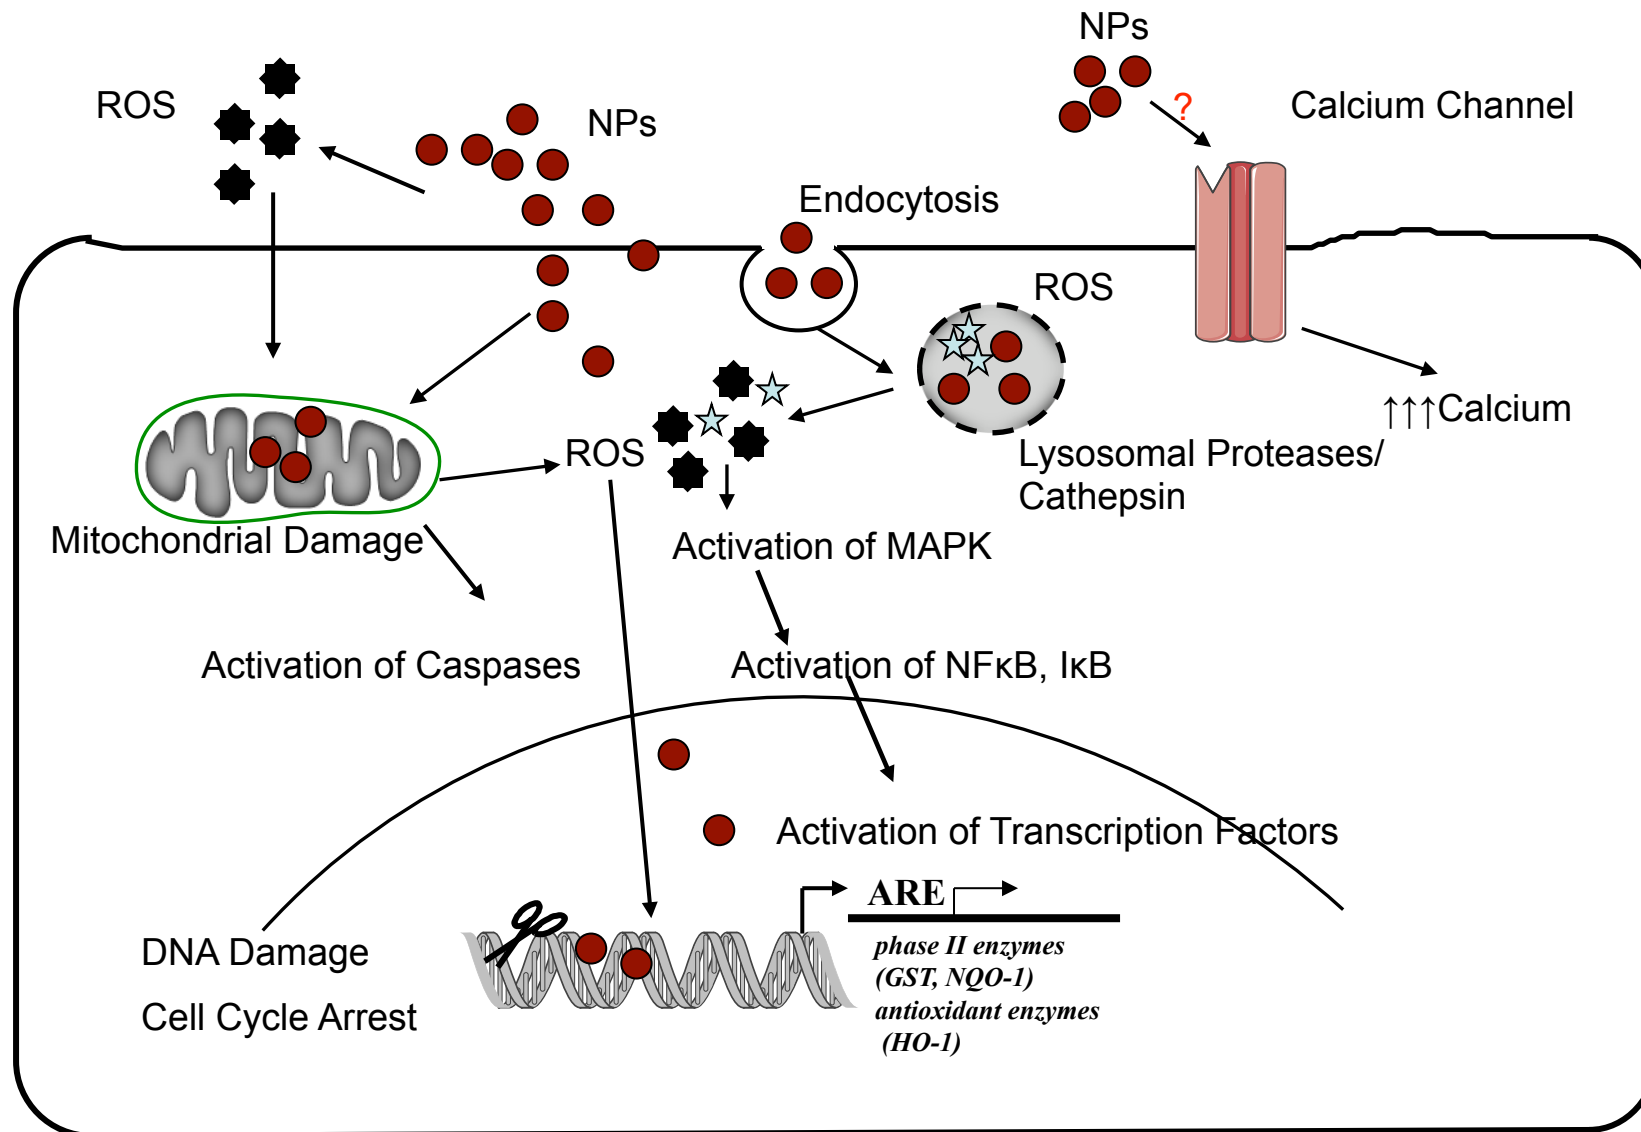 NPs
ROS
NPs
?
Calcium Channel
Endocytosis
ROS
↑↑↑Calcium
ROS
Lysosomal Proteases/
Cathepsin
Mitochondrial Damage
Activation of MAPK
Activation of Caspases
Activation of NFκB, IκB
Activation of Transcription Factors
ARE
DNA Damage
phase II enzymes
(GST, NQO-1)
Cell Cycle Arrest
antioxidant enzymes
(HO-1)